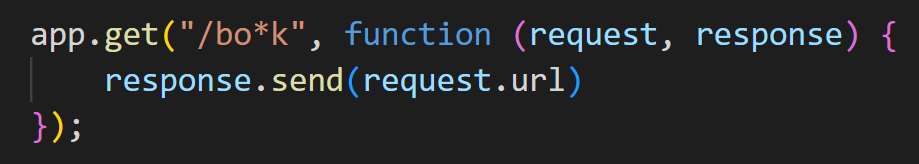 app.get("/bo*k", function (request, response) {
    response.send(request.url)
});